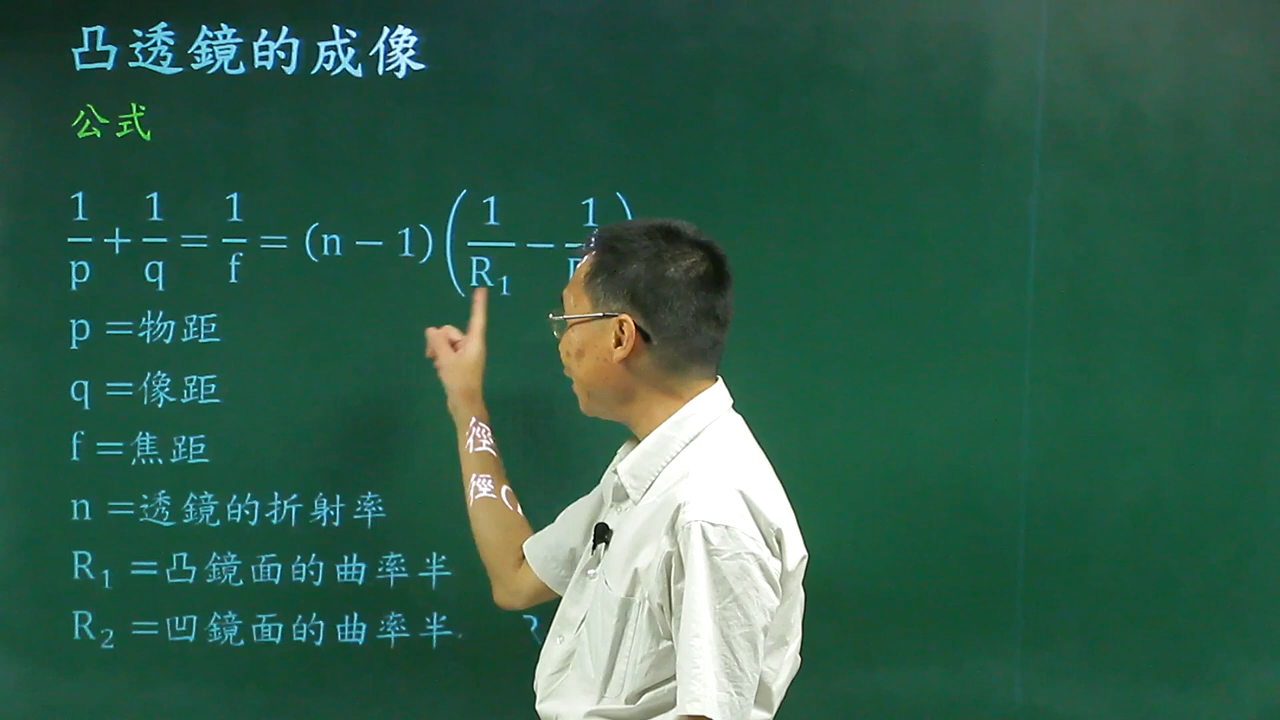 凸透鏡的成像
公式
1/p + 1/q = 1/f = (n − 1)(1/R₁ − 1/
p =物距
q =像距
f =焦距
n =透鏡的折射率
R₁ =凸鏡面的曲率半徑
R₂ =凹鏡面的曲率半徑(